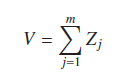 V = \sum_{j=1}^{m} Z_j